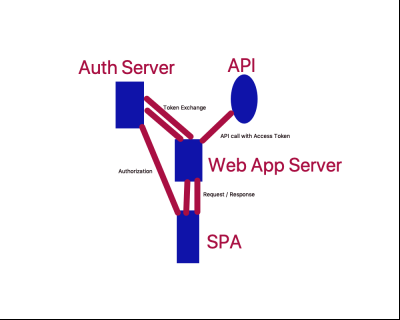 Auth Server
API
Token Exchange
API call with Access Token
Web App Server
Authorization
Request / Response
SPA